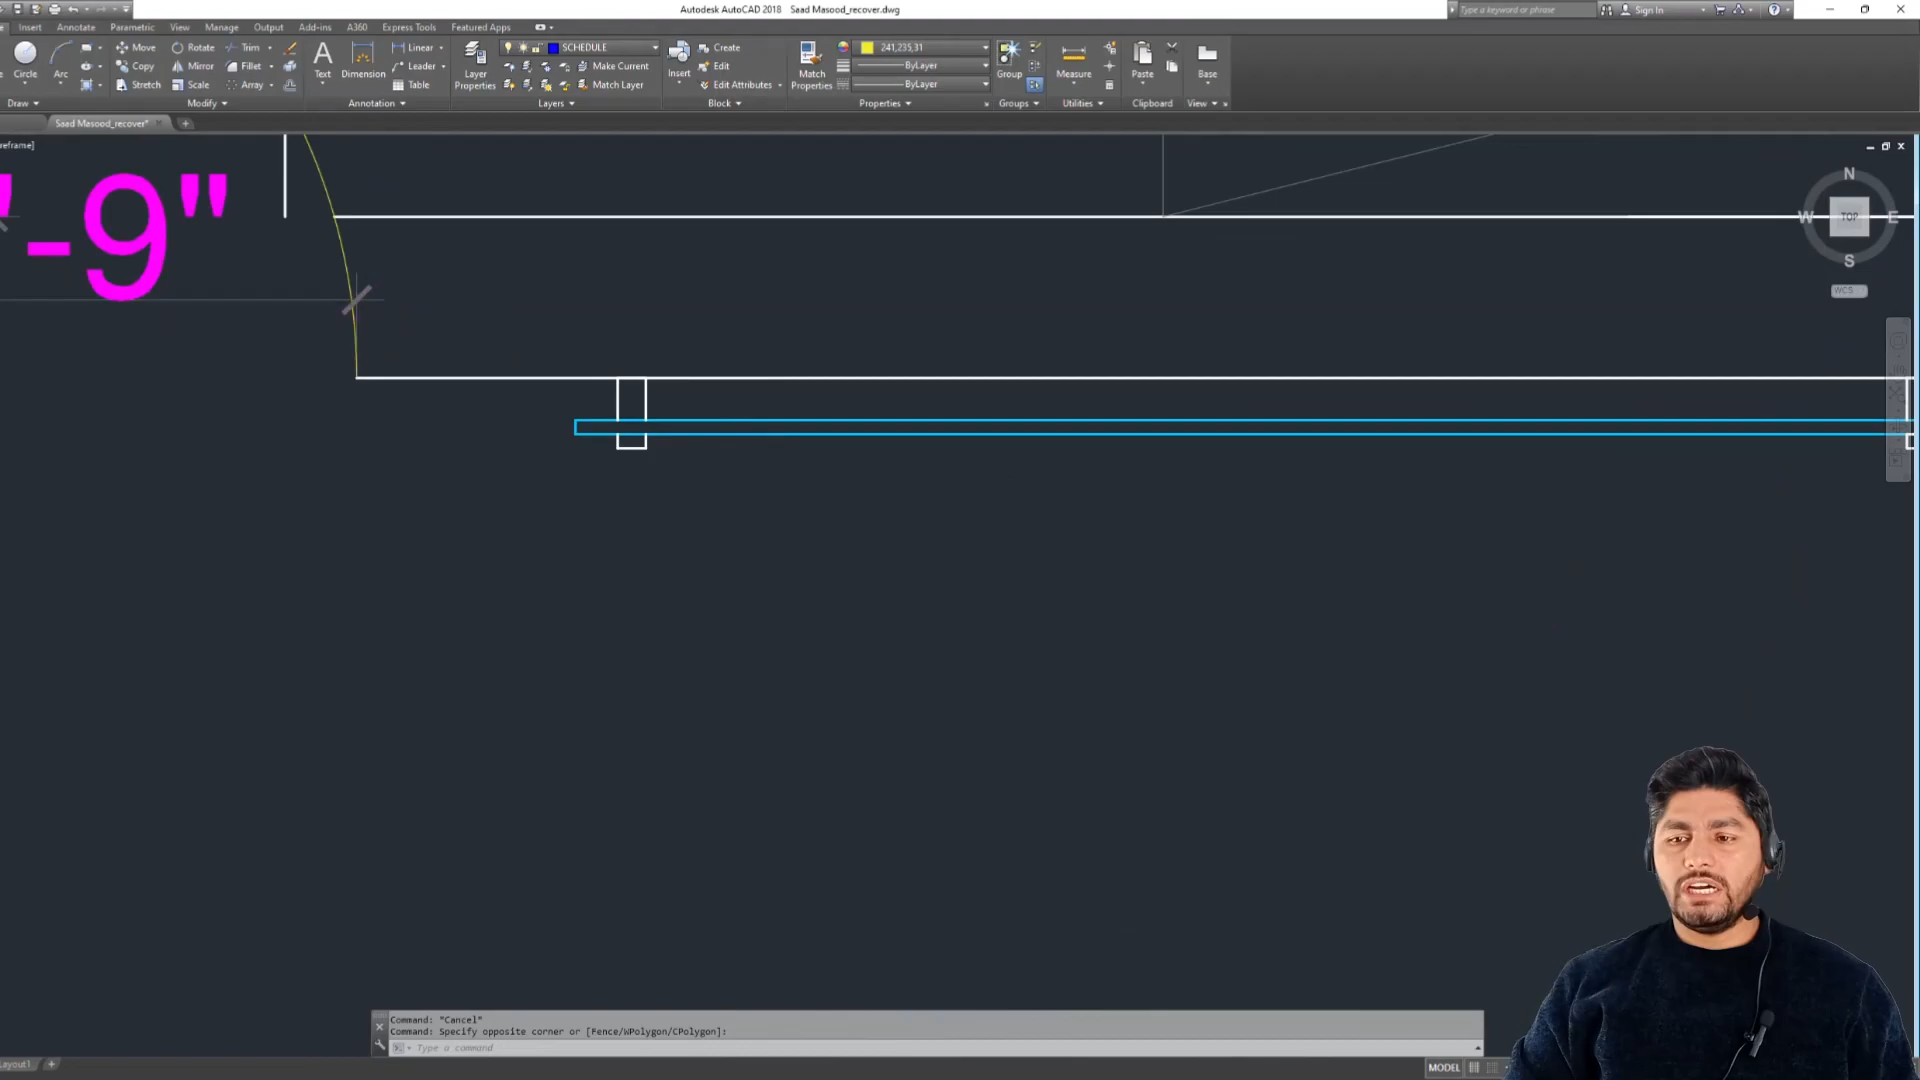 Autodesk AutoCAD 2018 Saad Masood_recover.dwg
Type a keyword or phrase
Sign In
Insert Annotate Parametric View Manage Output Add-ins A360 Express Tools Featured Apps
Circle
Arc
Move
Copy
Stretch
Rotate
Mirror
Scale
Trim
Fillet
Array
Text
Dimension
Linear
Leader
Table
Layer
Properties
SCHEDULE
Make Current
Match Layer
Insert
Create
Edit
Edit Attributes
Match
Properties
241,235,31
ByLayer
ByLayer
Group
Measure
Paste
Base
Draw
Modify
Annotation
Layers
Block
Properties
Groups
Utilities
Clipboard
View
Saad Masood_recover*
reframe]
-9"
N
W
TOP
E
S
WCS
Command: *Cancel*
Command: Specify opposite corner or [Fence/WPolygon/CPolygon]:
Type a command
Layout1
MODEL